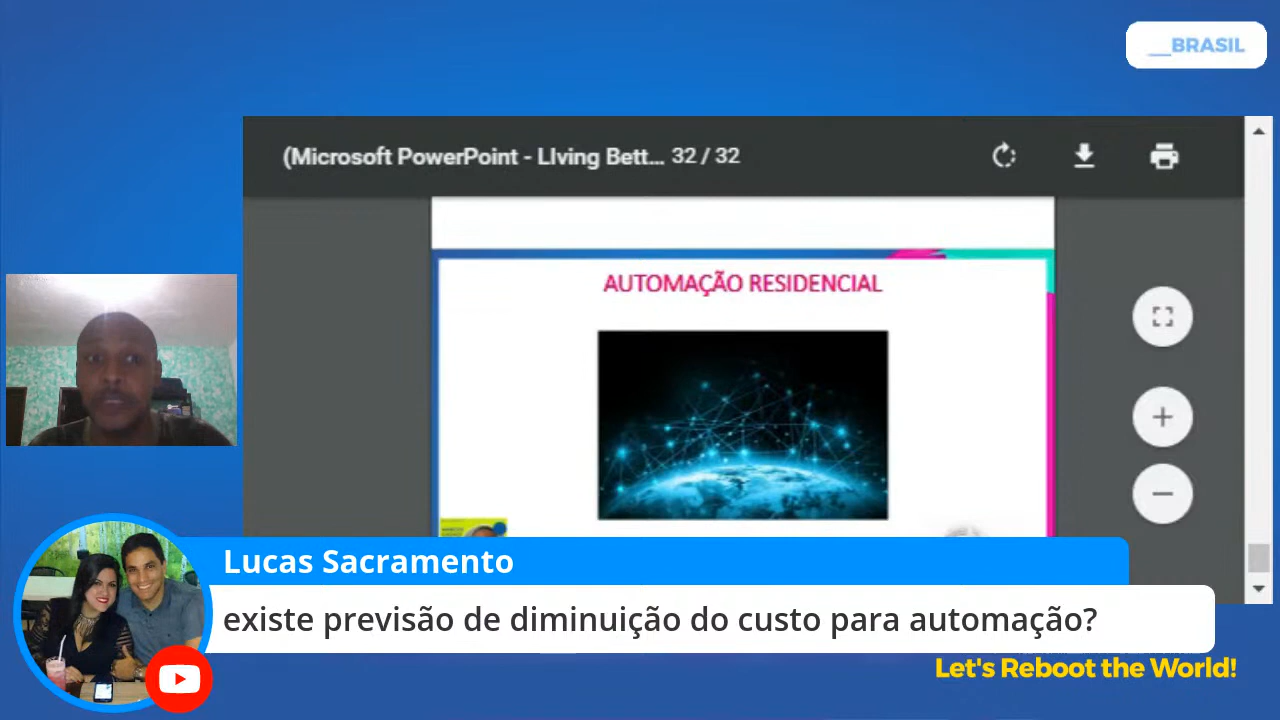 __BRASIL
(Microsoft PowerPoint - LIving Bett... 32 / 32
AUTOMAÇÃO RESIDENCIAL
Lucas Sacramento
existe previsão de diminuição do custo para automação?
Let's Reboot the World!